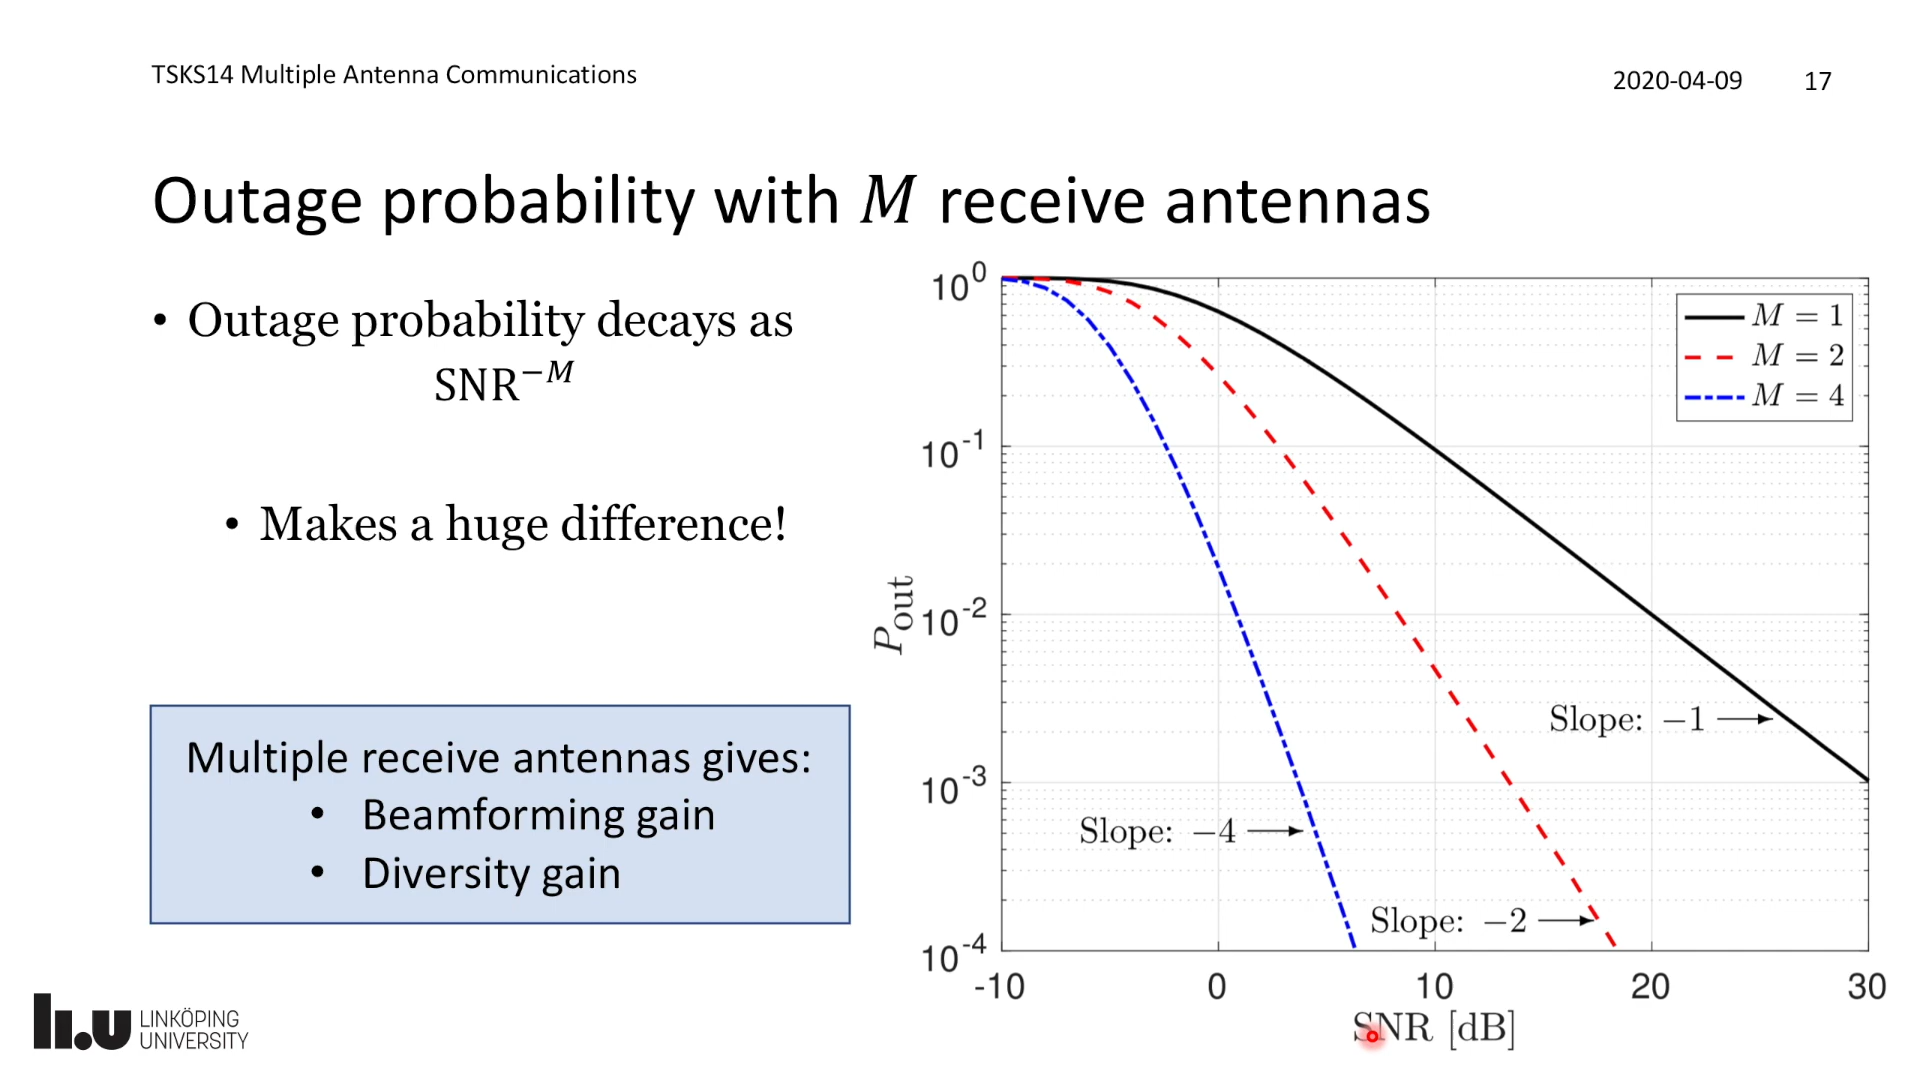 TSKS14 Multiple Antenna Communications
2020-04-09 17
Outage probability with M receive antennas
• Outage probability decays as
SNR⁻ᴹ
• Makes a huge difference!
Multiple receive antennas gives:
• Beamforming gain
• Diversity gain
10⁰
10⁻¹
10⁻²
10⁻³
10⁻⁴
P_out
M = 1
M = 2
M = 4
Slope: −1
Slope: −4
Slope: −2
-10 0 10 20 30
SNR [dB]
li.u LINKÖPING
UNIVERSITY